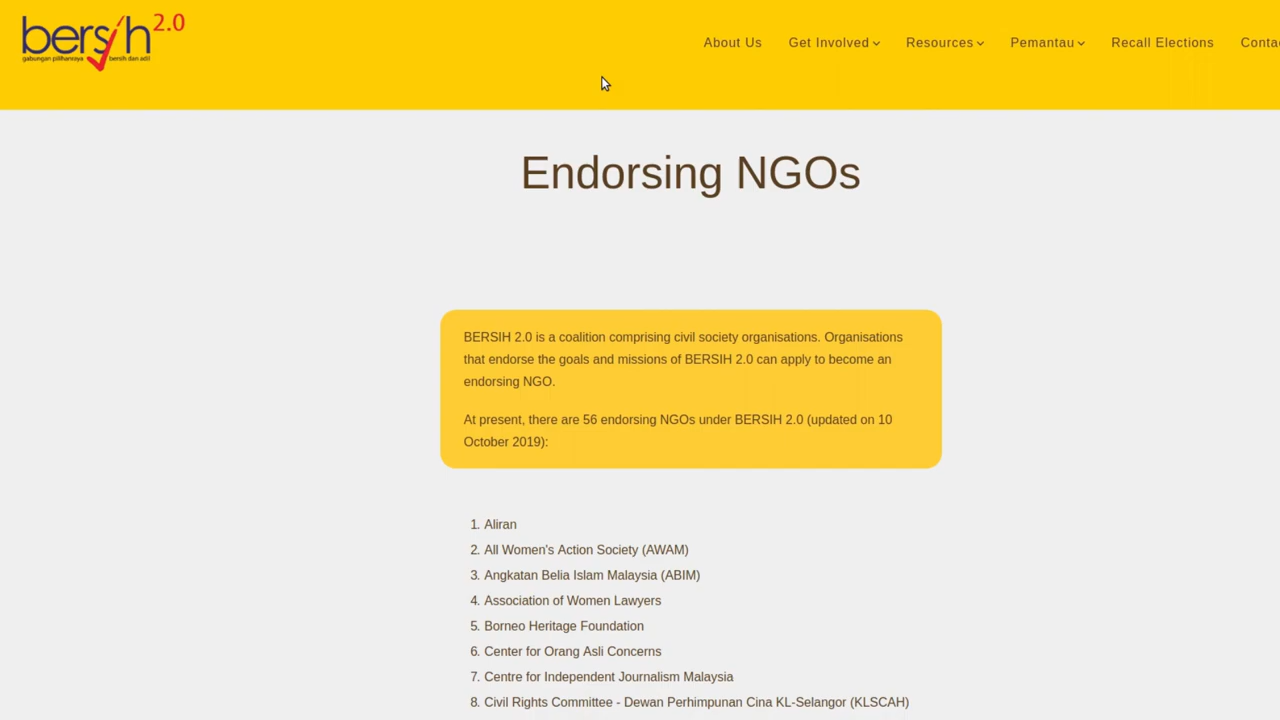 bersih 2.0
gabungan pilihanraya bersih dan adil
About Us Get Involved Resources Pemantau Recall Elections Conta
Endorsing NGOs
BERSIH 2.0 is a coalition comprising civil society organisations. Organisations
that endorse the goals and missions of BERSIH 2.0 can apply to become an
endorsing NGO.
At present, there are 56 endorsing NGOs under BERSIH 2.0 (updated on 10
October 2019):
1. Aliran
2. All Women's Action Society (AWAM)
3. Angkatan Belia Islam Malaysia (ABIM)
4. Association of Women Lawyers
5. Borneo Heritage Foundation
6. Center for Orang Asli Concerns
7. Centre for Independent Journalism Malaysia
8. Civil Rights Committee - Dewan Perhimpunan Cina KL-Selangor (KLSCAH)